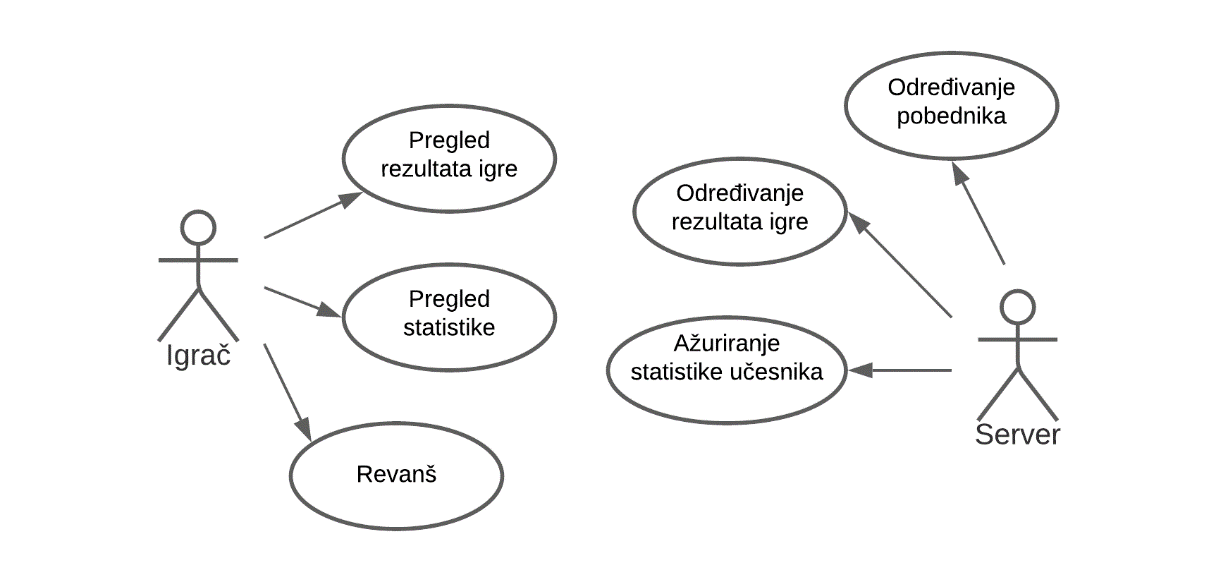 Pregled
rezultata igre
Pregled
statistike
Igrač
Revanš
Određivanje
pobednika
Određivanje
rezultata igre
Ažuriranje
statistike učesnika
Server